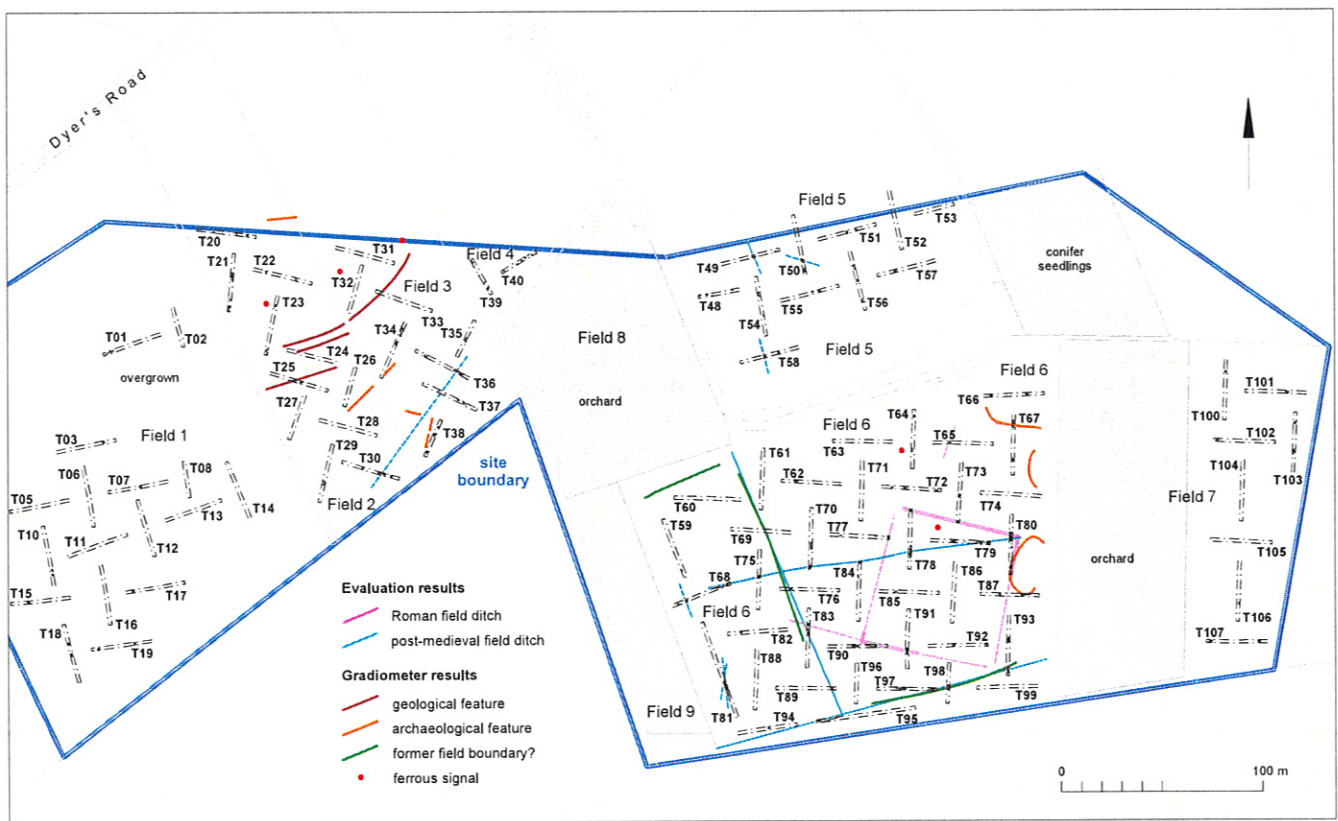 Dyer's Road
Field 5
T53
T20
T31
Field 4
T51
T52
T21
T22
T40
T49
T50
T57
conifer
seedlings
T32
T39
Field 3
T23
T48
T55
T56
T01
T02
T34
T33
T35
T54
Field 8
overgrown
T24
T26
T58
Field 5
T25
T36
Field 6
T27
T37
orchard
T66
T101
T28
T64
T67
T100
T03
Field 1
T38
Field 6
T65
T102
T29
T30
T63
T06
T07
T08
site
boundary
T61
T62
T71
T73
T104
T103
T05
T72
Field 7
T13
T14
Field 2
T60
T74
T10
T59
T70
T80
T11
T12
T69
T77
T79
T105
T75
T78
orchard
T84
T86
T15
T17
T68
T87
Evaluation results
T76
T85
T16
Roman field ditch
Field 6
T83
T91
T93
T106
T18
T82
T92
T107
T19
post-medieval field ditch
T90
T88
T96
T98
Gradiometer results
T97
T89
T99
geological feature
Field 9
T81
T94
T95
archaeological feature
former field boundary?
ferrous signal
0
100 m